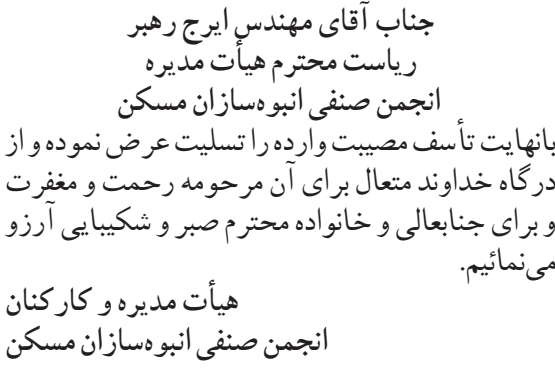 جناب آقای مهندس ایرج رهبر
ریاست محترم هیأت مدیره
انجمن صنفی انبوه‌سازان مسکن
بانهایت تأسف مصیبت وارده را تسلیت عرض نموده و از
درگاه خداوند متعال برای آن مرحومه رحمت و مغفرت
و برای جنابعالی و خانواده محترم صبر و شکیبایی آرزو
می‌نمائیم.
هیأت مدیره و کارکنان
انجمن صنفی انبوه‌سازان مسکن